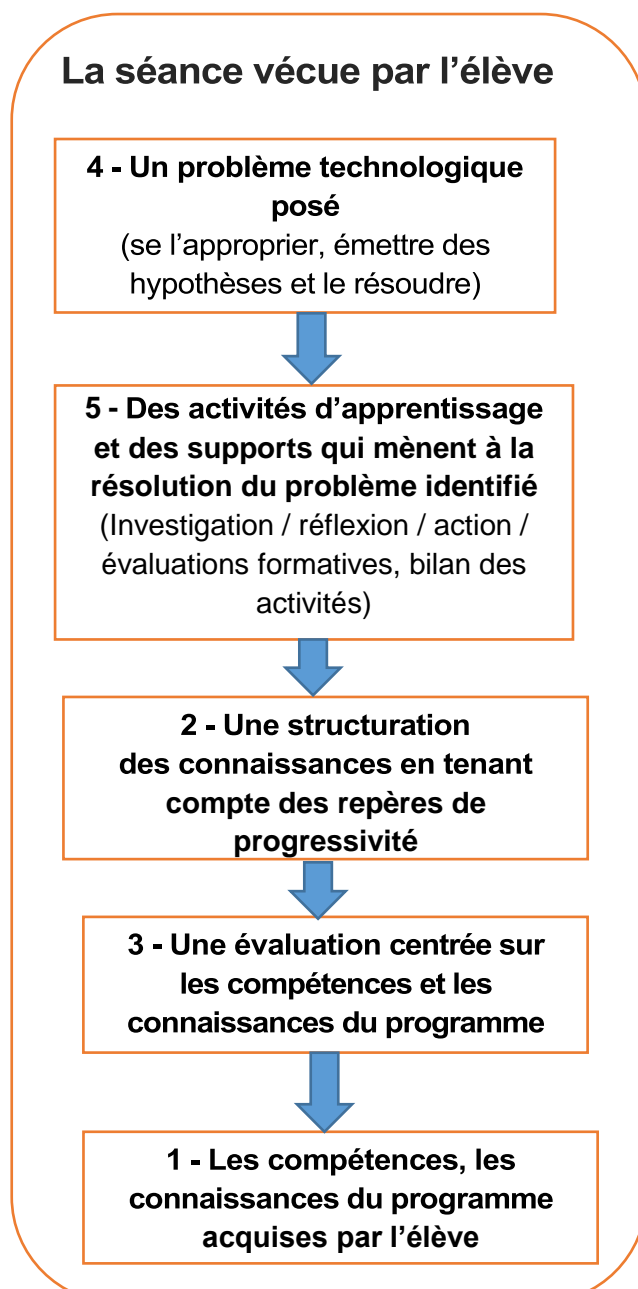 La séance vécue par l’élève
4 - Un problème technologique
posé
(se l’approprier, émettre des
hypothèses et le résoudre)
5 - Des activités d’apprentissage
et des supports qui mènent à la
résolution du problème identifié
(Investigation / réflexion / action /
évaluations formatives, bilan des
activités)
2 - Une structuration
des connaissances en tenant
compte des repères de
progressivité
3 - Une évaluation centrée sur
les compétences et les
connaissances du programme
1 - Les compétences, les
connaissances du programme
acquises par l’élève